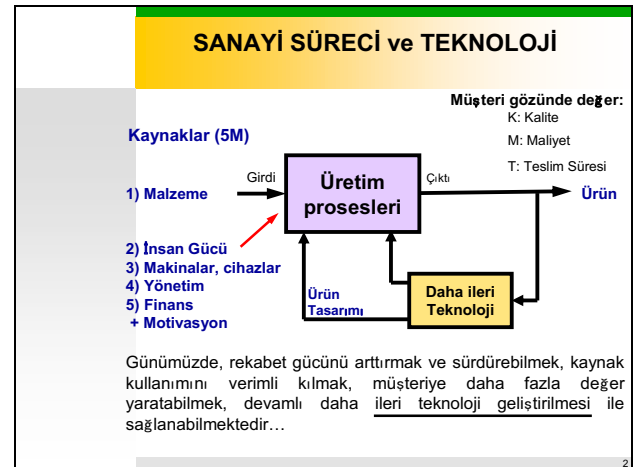 SANAYİ SÜRECİ ve TEKNOLOJİ
Müşteri gözünde değer:
K: Kalite
M: Maliyet
T: Teslim Süresi
Kaynaklar (5M)
1) Malzeme
Girdi
Üretim
prosesleri
Çıktı
Ürün
2) İnsan Gücü
3) Makinalar, cihazlar
4) Yönetim
5) Finans
+ Motivasyon
Ürün
Tasarımı
Daha ileri
Teknoloji
Günümüzde, rekabet gücünü arttırmak ve sürdürebilmek, kaynak
kullanımını verimli kılmak, müşteriye daha fazla değer
yaratabilmek, devamlı daha ileri teknoloji geliştirilmesi ile
sağlanabilmektedir…
2